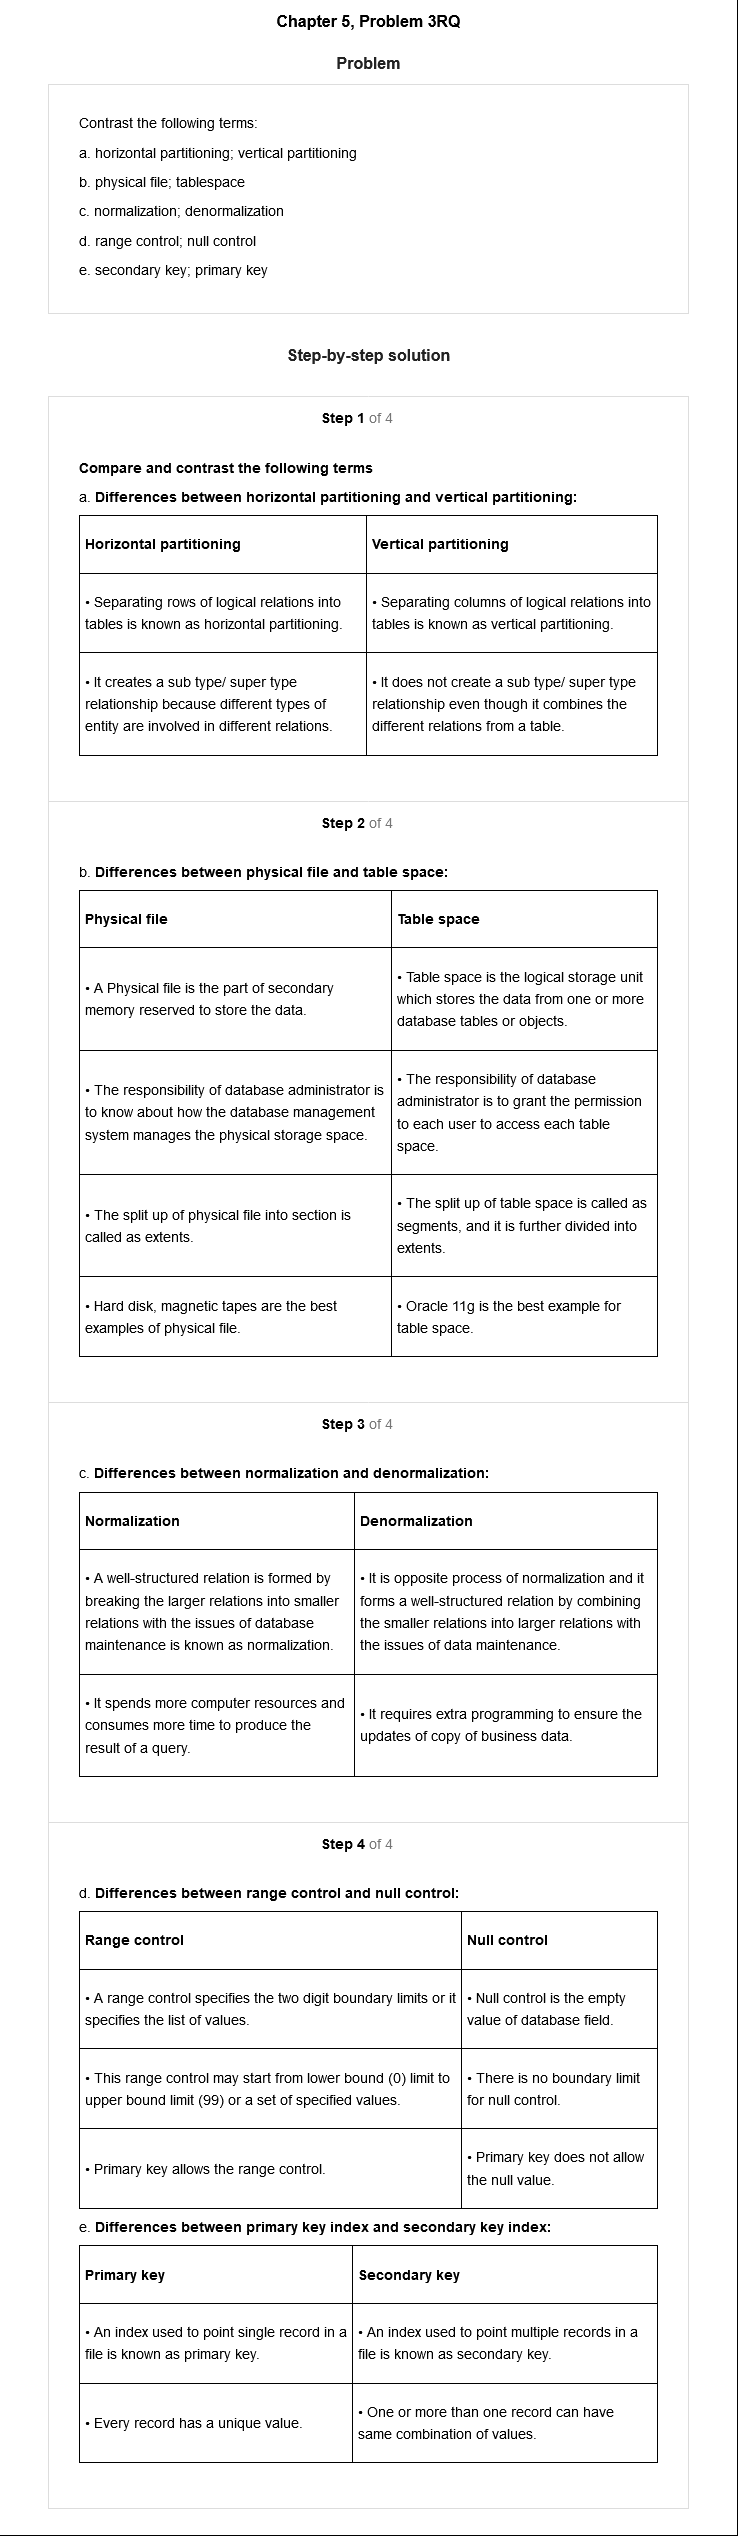 Chapter 5, Problem 3RQ
Problem
Contrast the following terms:
a. horizontal partitioning; vertical partitioning
b. physical file; tablespace
c. normalization; denormalization
d. range control; null control
e. secondary key; primary key
Step-by-step solution
Step 1 of 4
Compare and contrast the following terms
a. Differences between horizontal partitioning and vertical partitioning:
Horizontal partitioning
Vertical partitioning
• Separating rows of logical relations into
tables is known as horizontal partitioning.
• Separating columns of logical relations into
tables is known as vertical partitioning.
• It creates a sub type/ super type
relationship because different types of
entity are involved in different relations.
• It does not create a sub type/ super type
relationship even though it combines the
different relations from a table.
Step 2 of 4
b. Differences between physical file and table space:
Physical file
Table space
• A Physical file is the part of secondary
memory reserved to store the data.
• Table space is the logical storage unit
which stores the data from one or more
database tables or objects.
• The responsibility of database administrator is
to know about how the database management
system manages the physical storage space.
• The responsibility of database
administrator is to grant the permission
to each user to access each table
space.
• The split up of physical file into section is
called as extents.
• The split up of table space is called as
segments, and it is further divided into
extents.
• Hard disk, magnetic tapes are the best
examples of physical file.
• Oracle 11g is the best example for
table space.
Step 3 of 4
c. Differences between normalization and denormalization:
Normalization
Denormalization
• A well-structured relation is formed by
breaking the larger relations into smaller
relations with the issues of database
maintenance is known as normalization.
• It is opposite process of normalization and it
forms a well-structured relation by combining
the smaller relations into larger relations with
the issues of data maintenance.
• It spends more computer resources and
consumes more time to produce the
result of a query.
• It requires extra programming to ensure the
updates of copy of business data.
Step 4 of 4
d. Differences between range control and null control:
Range control
Null control
• A range control specifies the two digit boundary limits or it
specifies the list of values.
• Null control is the empty
value of database field.
• This range control may start from lower bound (0) limit to
upper bound limit (99) or a set of specified values.
• There is no boundary limit
for null control.
• Primary key allows the range control.
• Primary key does not allow
the null value.
e. Differences between primary key index and secondary key index:
Primary key
Secondary key
• An index used to point single record in a
file is known as primary key.
• An index used to point multiple records in a
file is known as secondary key.
• Every record has a unique value.
• One or more than one record can have
same combination of values.